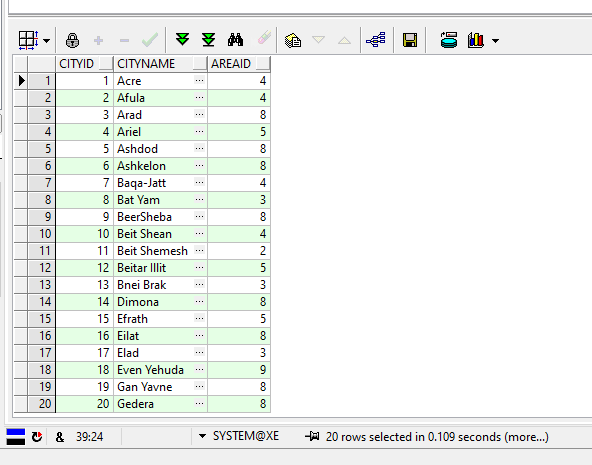 CITYID CITYNAME AREAID
1 1 Acre ... 4
2 2 Afula ... 4
3 3 Arad ... 8
4 4 Ariel ... 5
5 5 Ashdod ... 8
6 6 Ashkelon ... 8
7 7 Baqa-Jatt ... 4
8 8 Bat Yam ... 3
9 9 BeerSheba ... 8
10 10 Beit Shean ... 4
11 11 Beit Shemesh ... 2
12 12 Beitar Illit ... 5
13 13 Bnei Brak ... 3
14 14 Dimona ... 8
15 15 Efrath ... 5
16 16 Eilat ... 8
17 17 Elad ... 3
18 18 Even Yehuda ... 9
19 19 Gan Yavne ... 8
20 20 Gedera ... 8
& 39:24 SYSTEM@XE 20 rows selected in 0.109 seconds (more...)